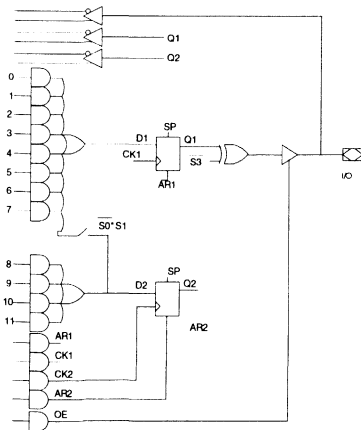 Q1
Q2
0
1
2
3
4
5
6
7
D1
SP
Q1
CK1
AR1
S3
I/O
S0*S1
8
9
10
11
D2
SP
Q2
AR2
AR1
CK1
CK2
AR2
OE